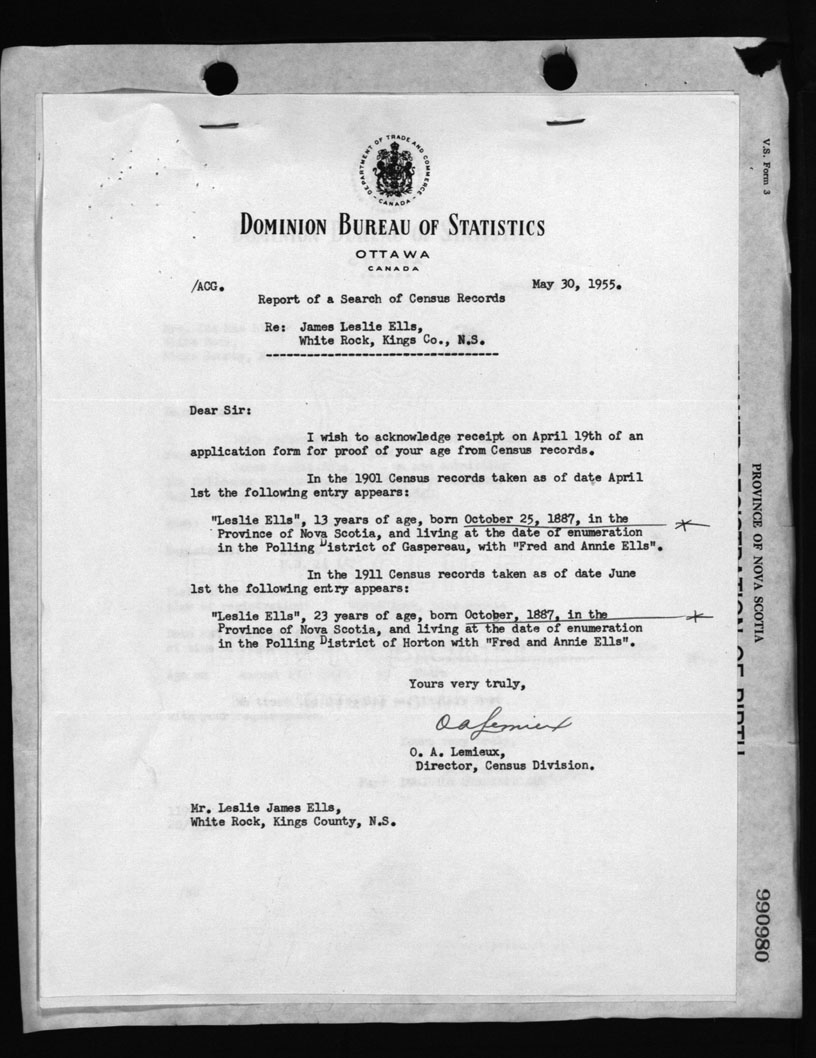 DEPARTMENT OF TRADE AND COMMERCE
- CANADA -
DOMINION BUREAU OF STATISTICS
OTTAWA
CANADA
/ACG. May 30, 1955.
Report of a Search of Census Records
Re: James Leslie Ells,
White Rock, Kings Co., N.S.
Dear Sir:
I wish to acknowledge receipt on April 19th of an
application form for proof of your age from Census records.
In the 1901 Census records taken as of date April
1st the following entry appears:
"Leslie Ells", 13 years of age, born October 25, 1887, in the
Province of Nova Scotia, and living at the date of enumeration
in the Polling District of Gaspereau, with "Fred and Annie Ells".
In the 1911 Census records taken as of date June
1st the following entry appears:
"Leslie Ells", 23 years of age, born October, 1887, in the
Province of Nova Scotia, and living at the date of enumeration
in the Polling District of Horton with "Fred and Annie Ells".
Yours very truly,
O A Lemieux
O. A. Lemieux,
Director, Census Division.
Mr. Leslie James Ells,
White Rock, Kings County, N.S.
V.S. Form 3
PROVINCE OF NOVA SCOTIA
REGISTRATION OF BIRTH
990980